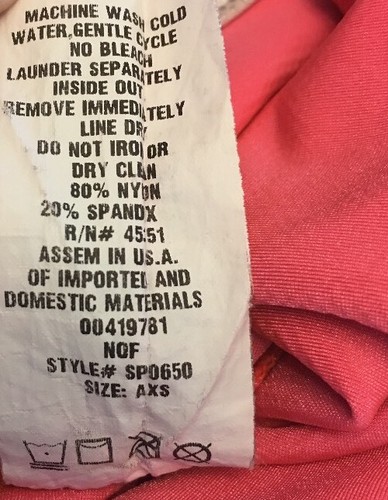 MACHINE WASH COLD
WATER, GENTLE CYCLE
NO BLEACH
LAUNDER SEPARATELY
INSIDE OUT
REMOVE IMMEDIATELY
LINE DRY
DO NOT IRON OR
DRY CLEAN
80% NYLON
20% SPANDX
R/N# 4551
ASSEM IN U.S.A.
OF IMPORTED AND
DOMESTIC MATERIALS
00419781
NOF
STYLE# SP0650
SIZE: AXS